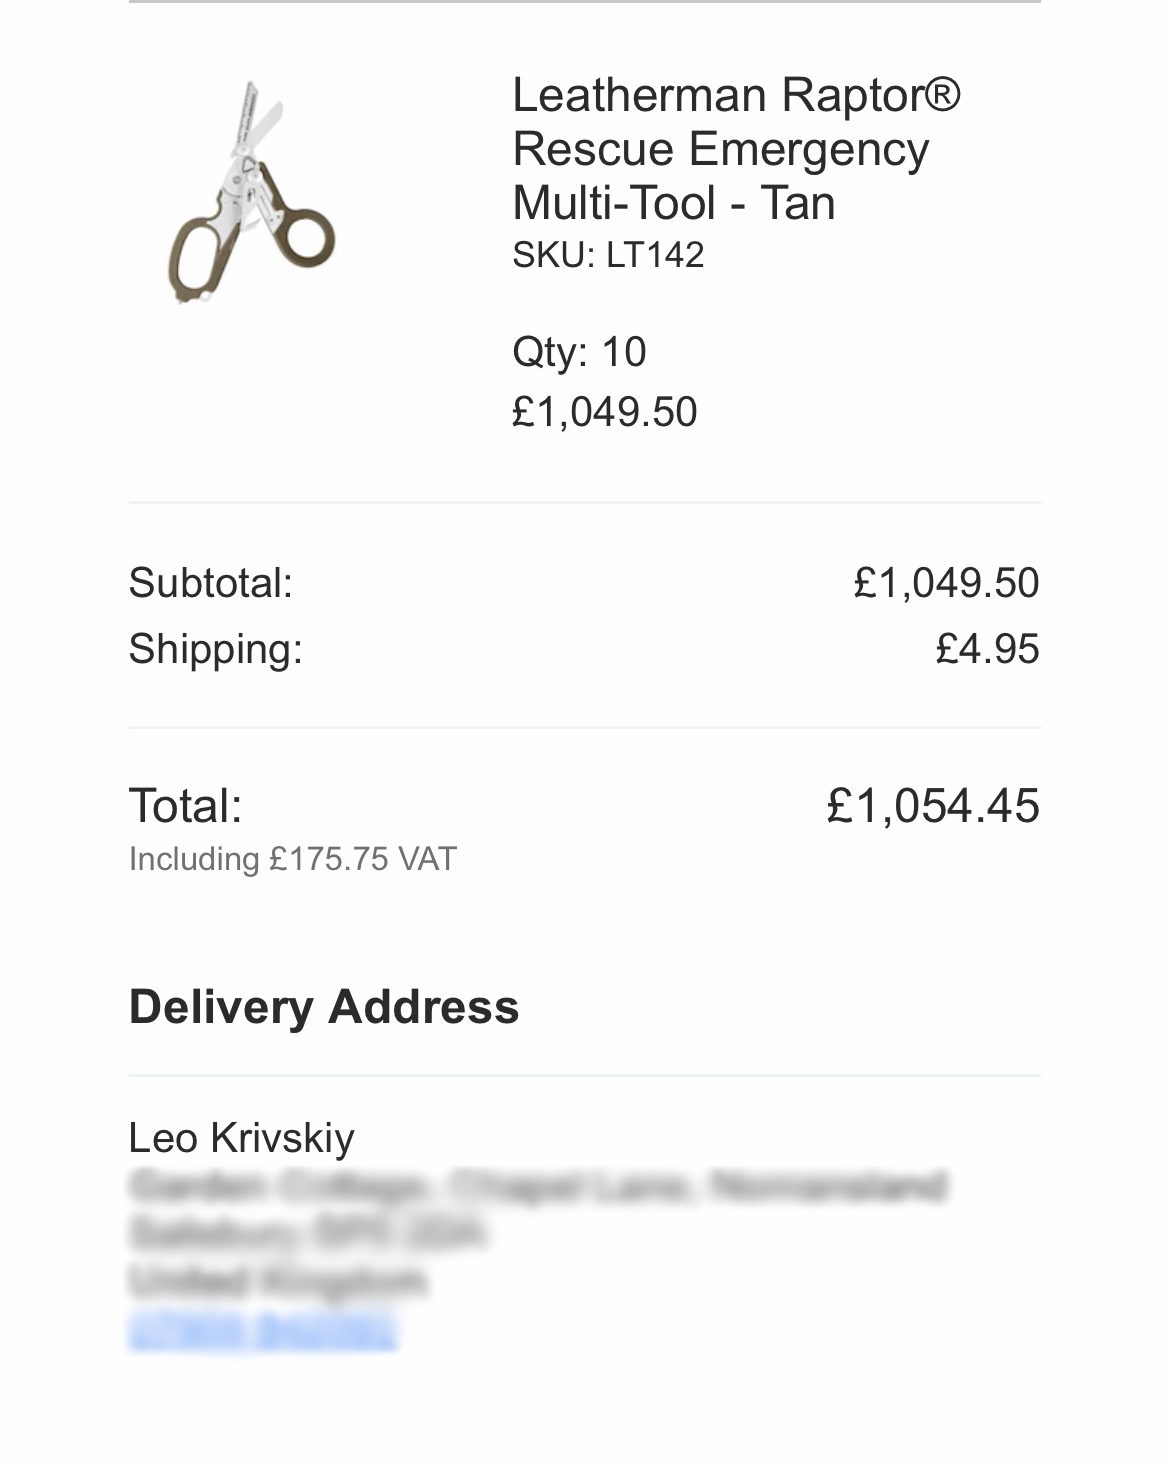 Leatherman Raptor®
Rescue Emergency
Multi-Tool - Tan
SKU: LT142
Qty: 10
£1,049.50
Subtotal: £1,049.50
Shipping: £4.95
Total: £1,054.45
Including £175.75 VAT
Delivery Address
Leo Krivskiy